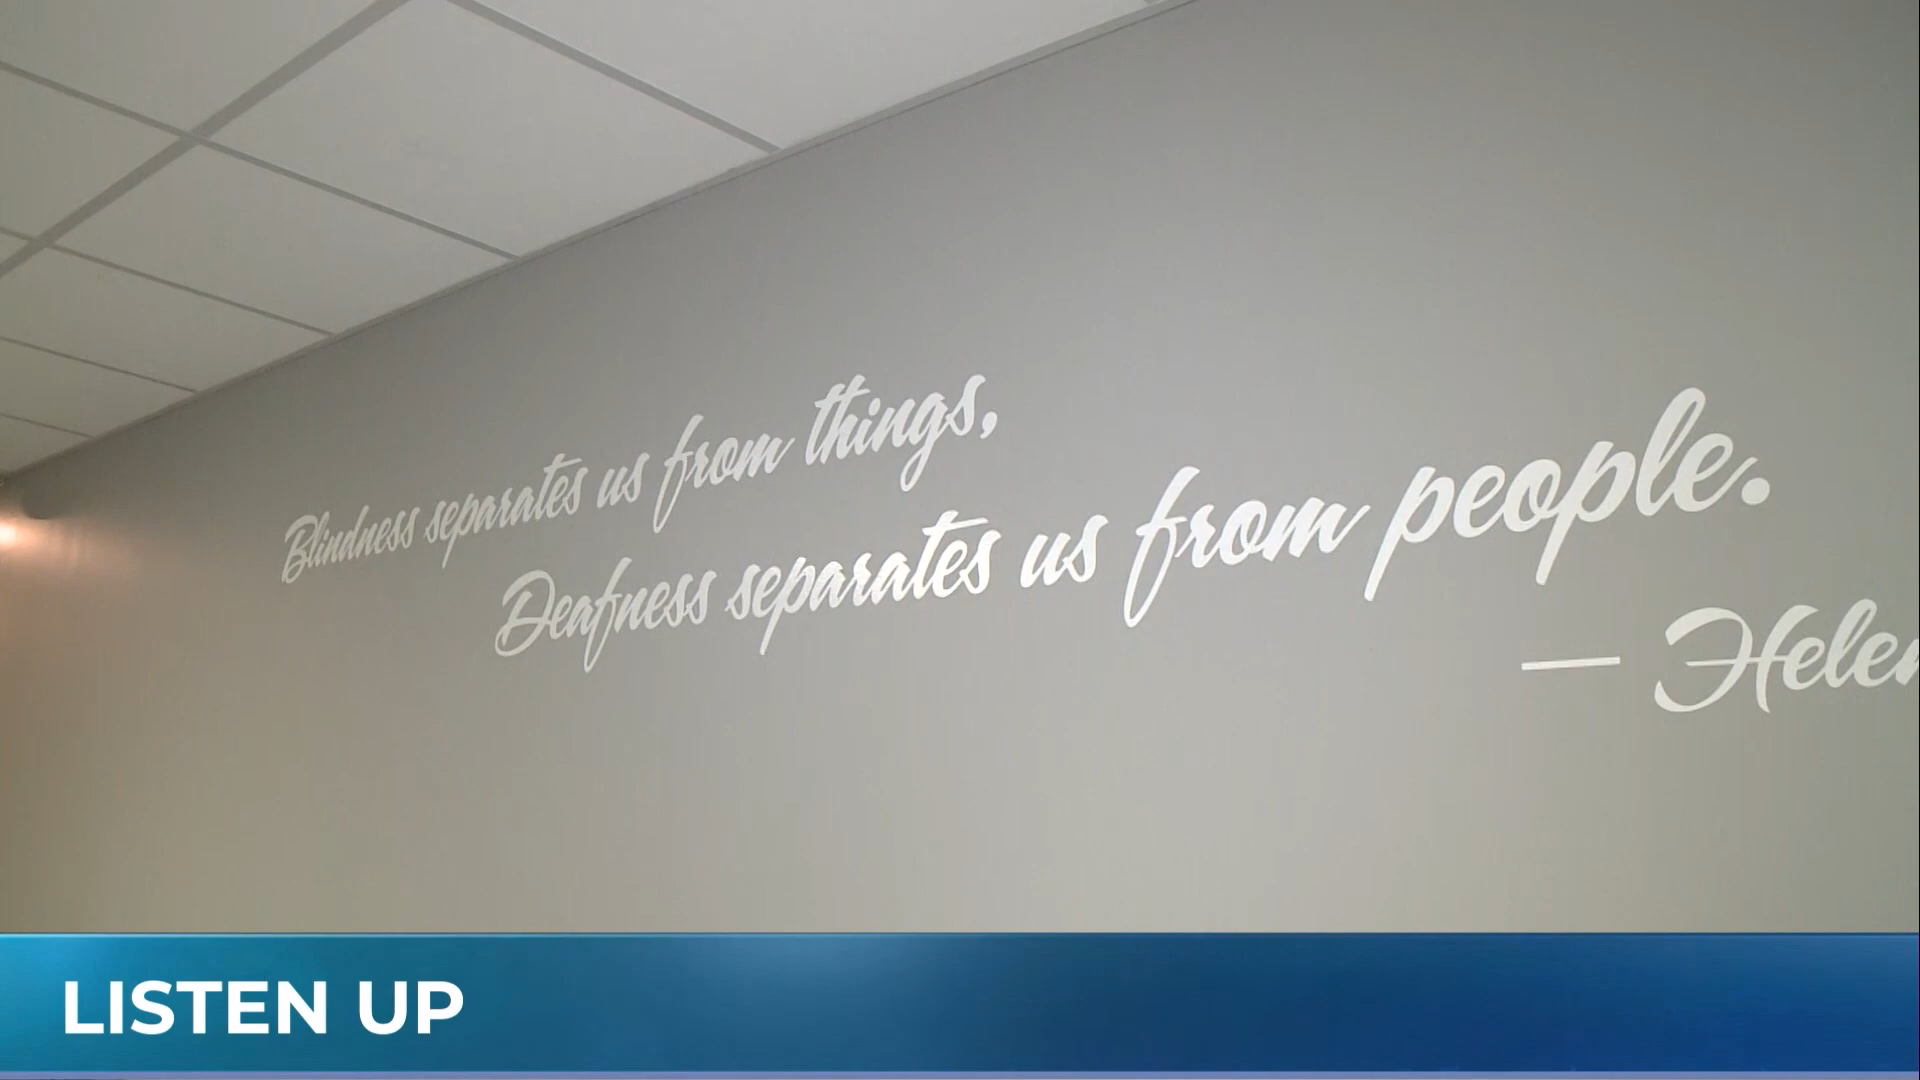 Blindness separates us from things,
Deafness separates us from people.
— Helen
LISTEN UP